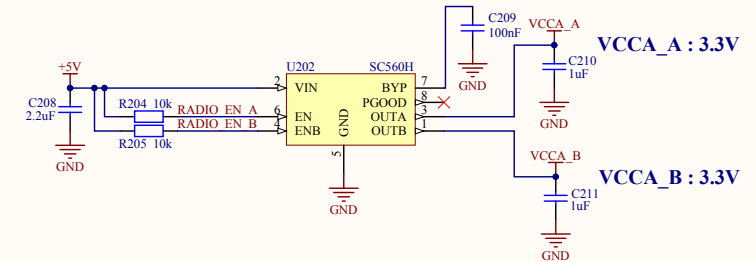 C209
100nF
GND
VCCA_A
VCCA_A : 3.3V
C210
1uF
GND
+5V
C208
2.2uF
GND
R204 10k
RADIO_EN_A
RADIO_EN_B
R205 10k
U202 SC560H
2 VIN BYP 7
PGOOD 8
6 EN OUTA 3
4 ENB OUTB 1
GND
5
GND
VCCA_B
VCCA_B : 3.3V
C211
1uF
GND